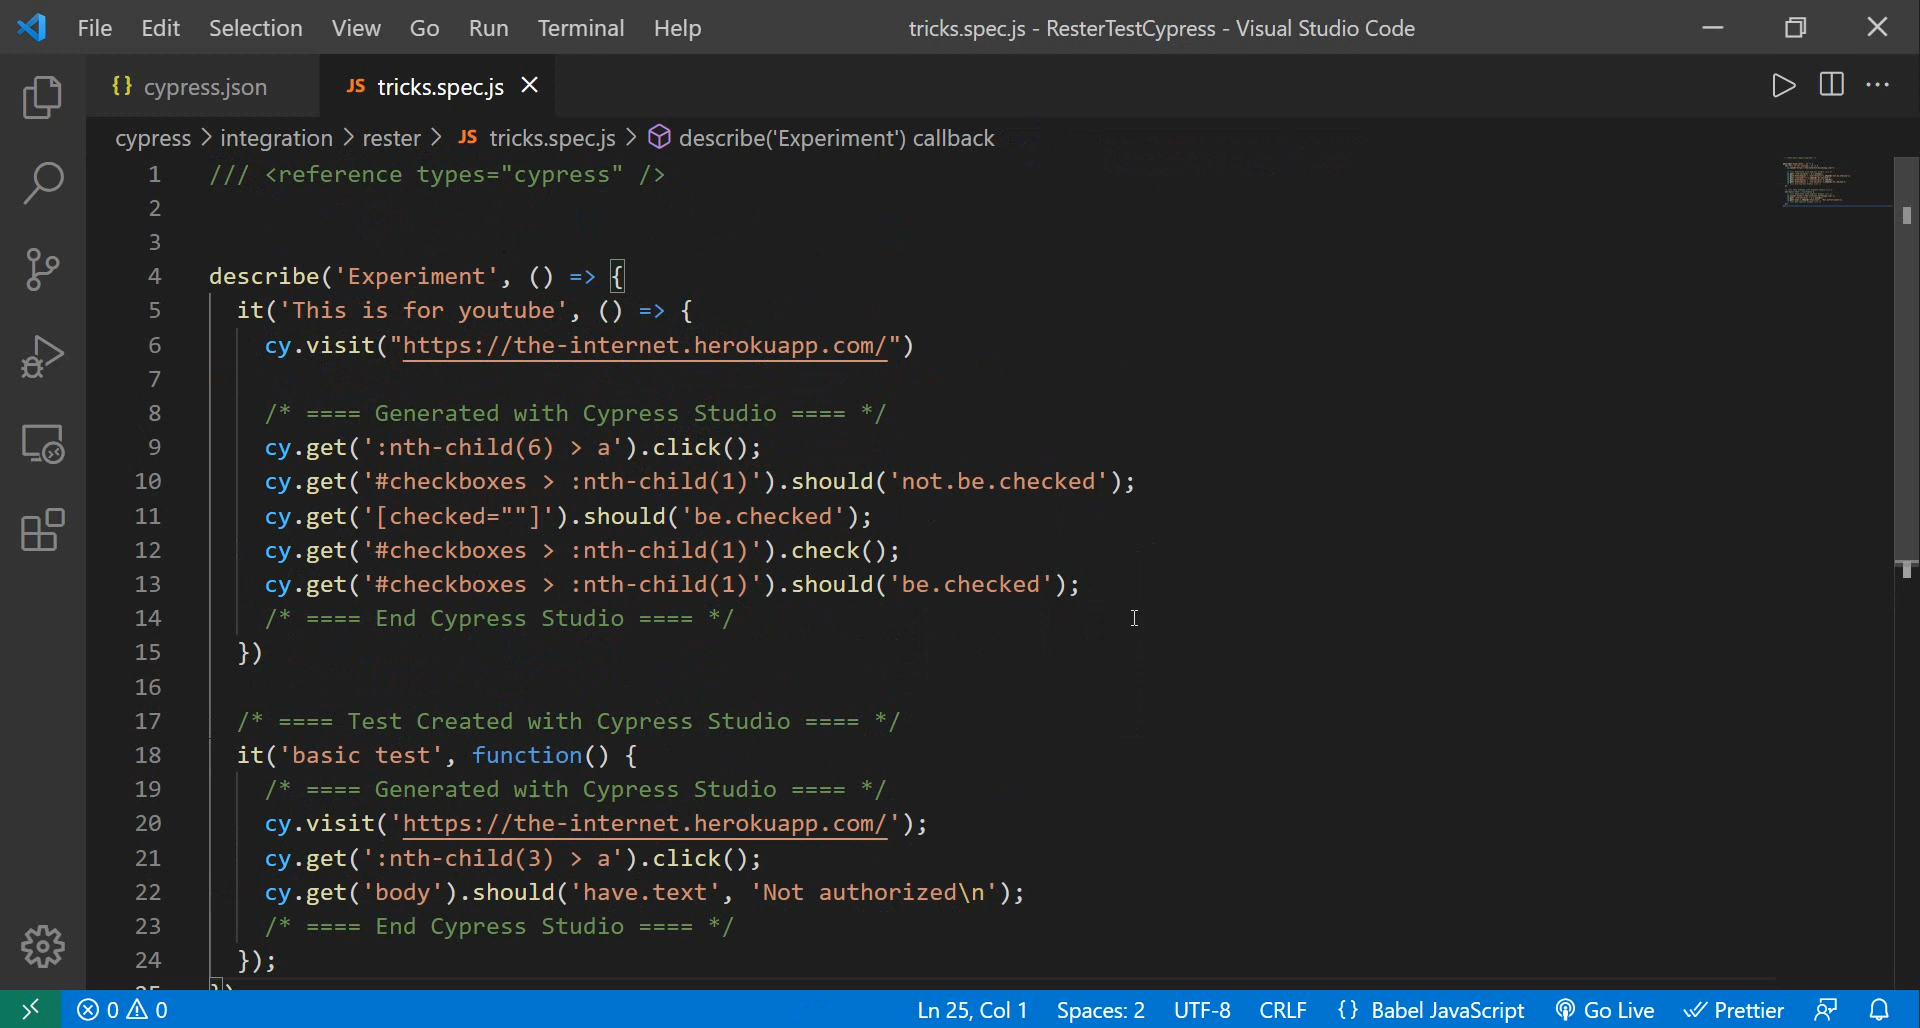 File Edit Selection View Go Run Terminal Help tricks.spec.js - ResterTestCypress - Visual Studio Code
{} cypress.json JS tricks.spec.js
cypress > integration > rester > JS tricks.spec.js > describe('Experiment') callback
1 /// <reference types="cypress" />
2
3
4 describe('Experiment', () => {
5 it('This is for youtube', () => {
6 cy.visit("https://the-internet.herokuapp.com/")
7
8 /* ==== Generated with Cypress Studio ==== */
9 cy.get(':nth-child(6) > a').click();
10 cy.get('#checkboxes > :nth-child(1)').should('not.be.checked');
11 cy.get('[checked=""]').should('be.checked');
12 cy.get('#checkboxes > :nth-child(1)').check();
13 cy.get('#checkboxes > :nth-child(1)').should('be.checked');
14 /* ==== End Cypress Studio ==== */
15 })
16
17 /* ==== Test Created with Cypress Studio ==== */
18 it('basic test', function() {
19 /* ==== Generated with Cypress Studio ==== */
20 cy.visit('https://the-internet.herokuapp.com/');
21 cy.get(':nth-child(3) > a').click();
22 cy.get('body').should('have.text', 'Not authorized\n');
23 /* ==== End Cypress Studio ==== */
24 });
25 })
0 0 Ln 25, Col 1 Spaces: 2 UTF-8 CRLF {} Babel JavaScript Go Live Prettier